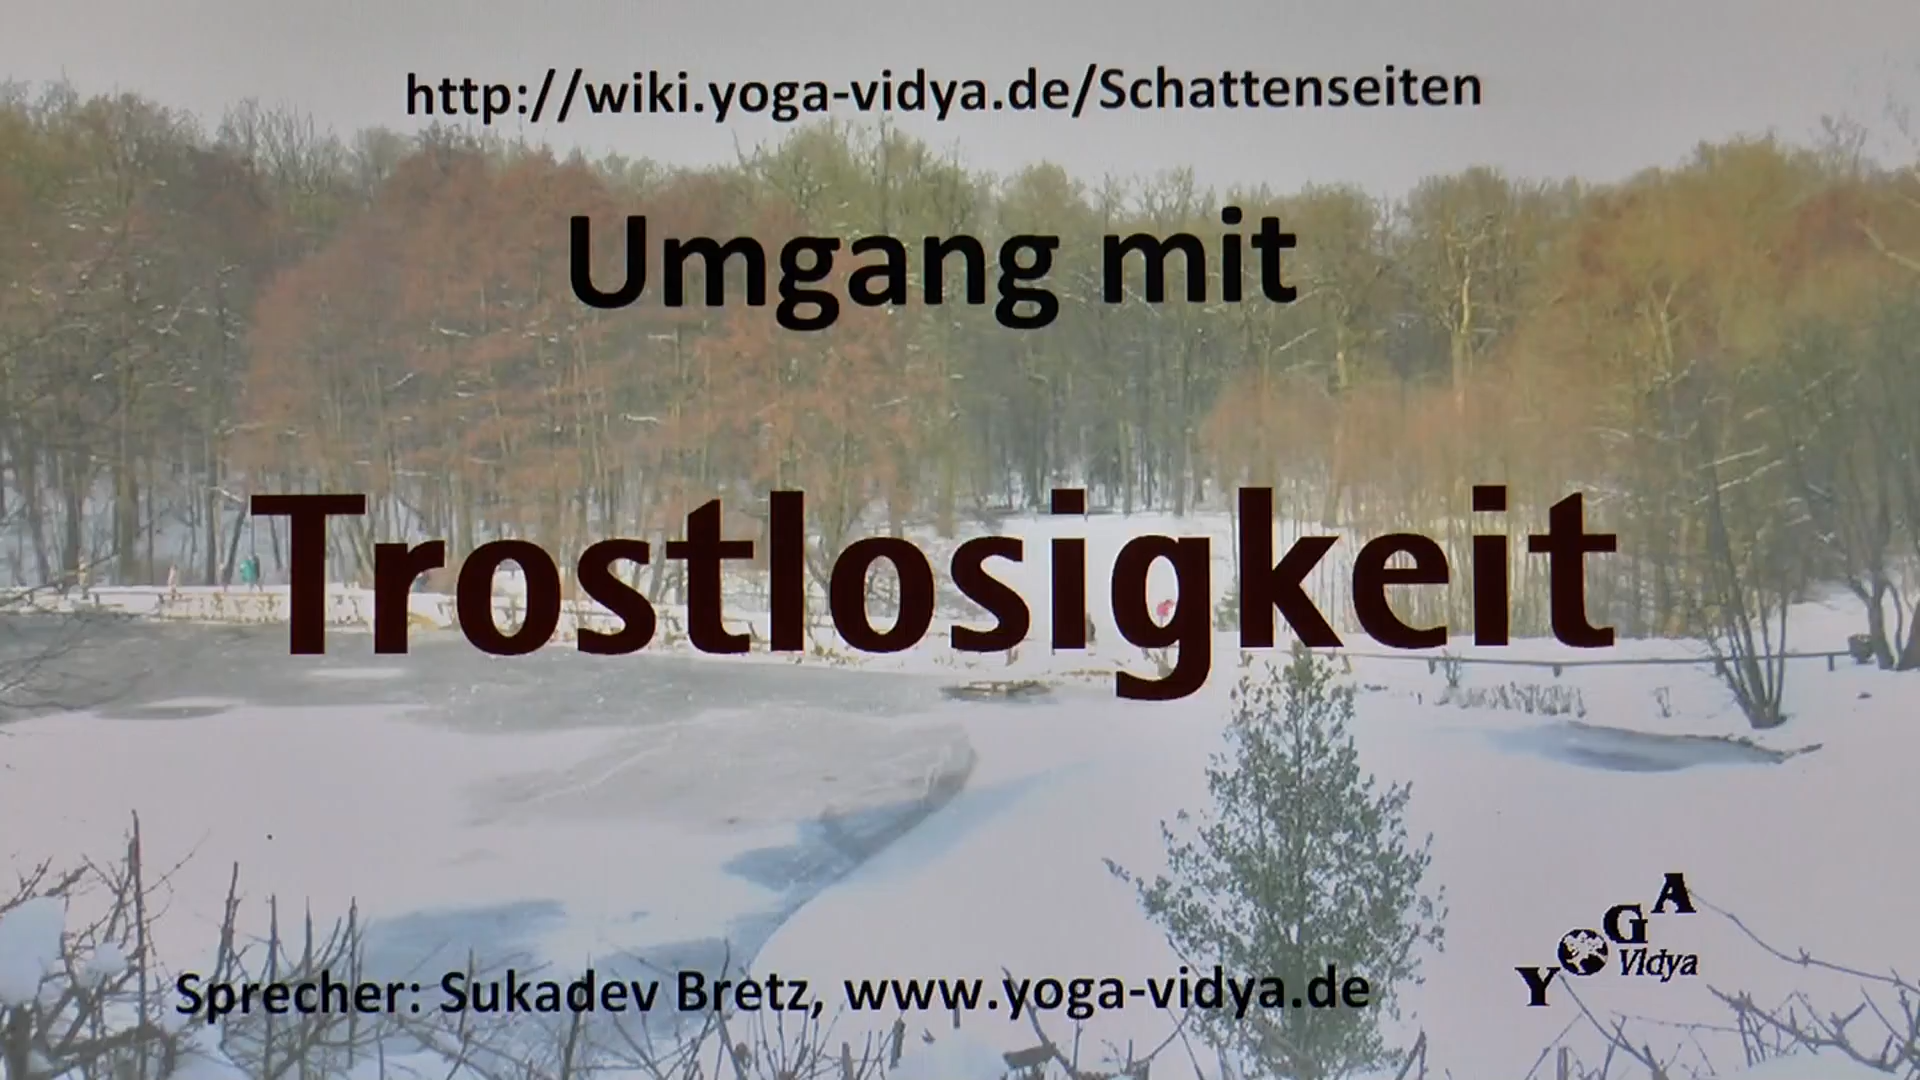 http://wiki.yoga-vidya.de/Schattenseiten
Umgang mit
Trostlosigkeit
Sprecher: Sukadev Bretz, www.yoga-vidya.de
YOGA
Vidya